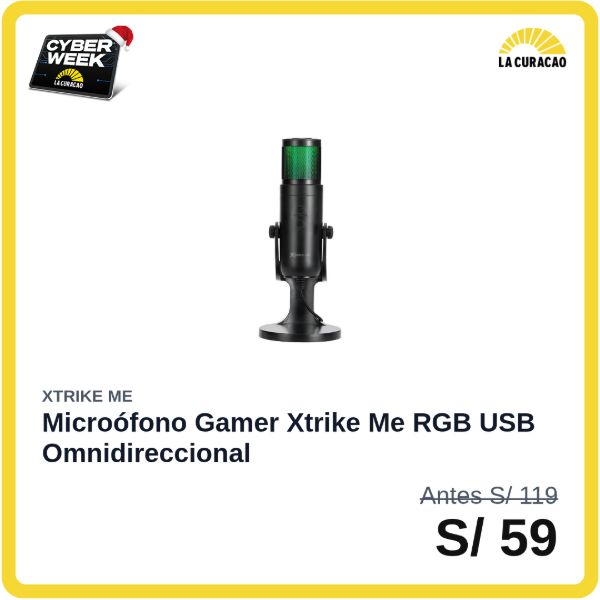 CYBER
WEEK
LA CURACAO
LA CURACAO
XTRIKE ME
Microófono Gamer Xtrike Me RGB USB
Omnidireccional
Antes S/ 119
S/ 59